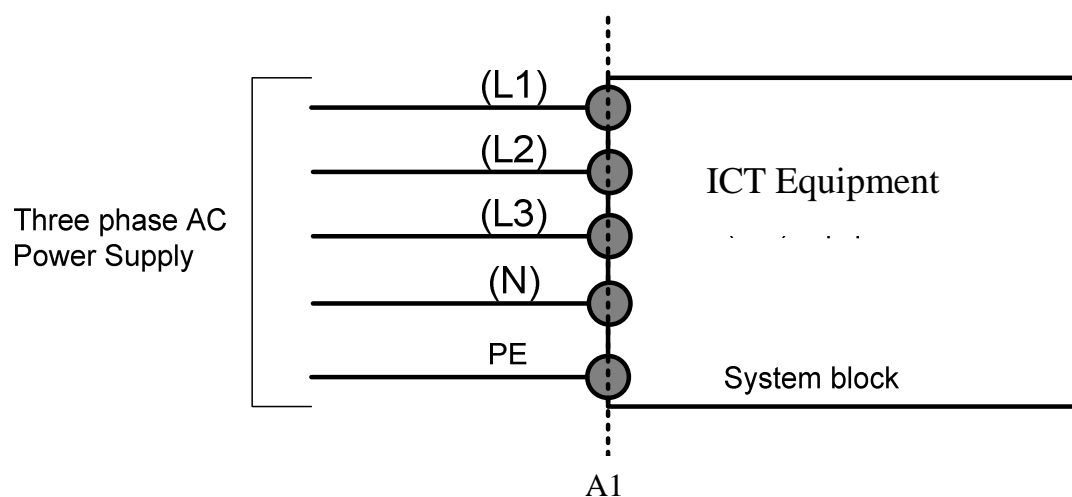 (L1)
(L2)
(L3)
(N)
PE
Three phase AC
Power Supply
ICT Equipment
System block
A1